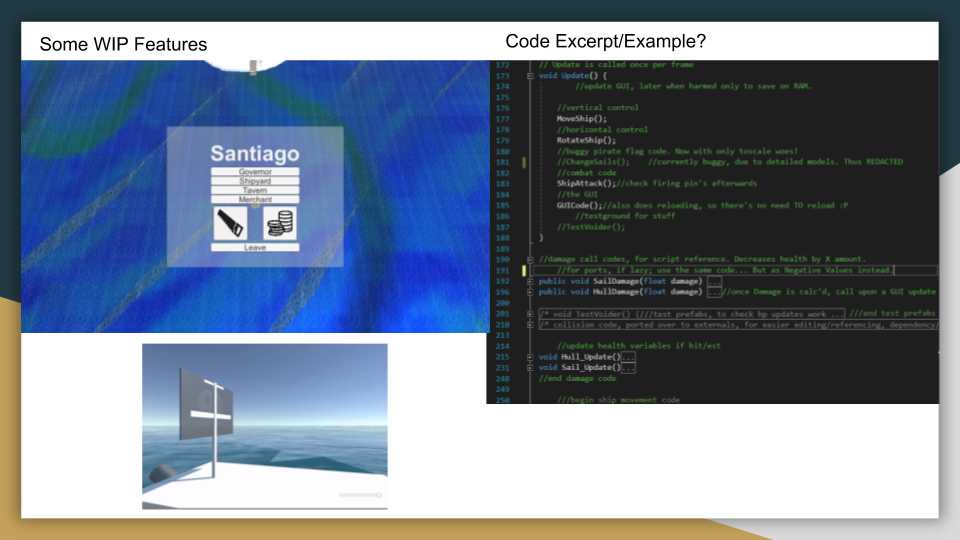 Some WIP Features
Code Excerpt/Example?
Santiago
Governor
Shipyard
Tavern
Merchant
Leave
172 // Update is called once per frame
173 void Update() {
174 //update GUI, later when harmed only to save on RAM.
175
176 //vertical control
177 MoveShip();
178 //horizontal control
179 RotateShip();
180 //buggy pirate flag code. Now with only toscale woes!
181 //ChangeSails(); //currently buggy, due to detailed models. Thus REDACTED
182 //combat code
183 ShipAttack();//check firing pin's afterwards
184 //the GUI
185 GUICode();//also does reloading, so there's no need TO reload :P
186 //testground for stuff
187 //TestVoider();
188 }
189
190 //damage call codes, for script reference. Decreases health by X amount.
191 //for ports, if lazy; use the same code... But as Negative Values instead.
192 public void SailDamage(float damage) ...
196 public void HullDamage(float damage) ...//once Damage is calc'd, call upon a GUI update
200
201 /* void TestVoider() {///test prefabs, to check hp updates work ... ///end test prefabs
210 /* collision code, ported over to externals, for easier editing/referencing, dependency/
213
214 //update health variables if hit/est
215 void Hull_Update()...
231 void Sail_Update()...
248 //end damage code
249
250 ///begin ship movement code